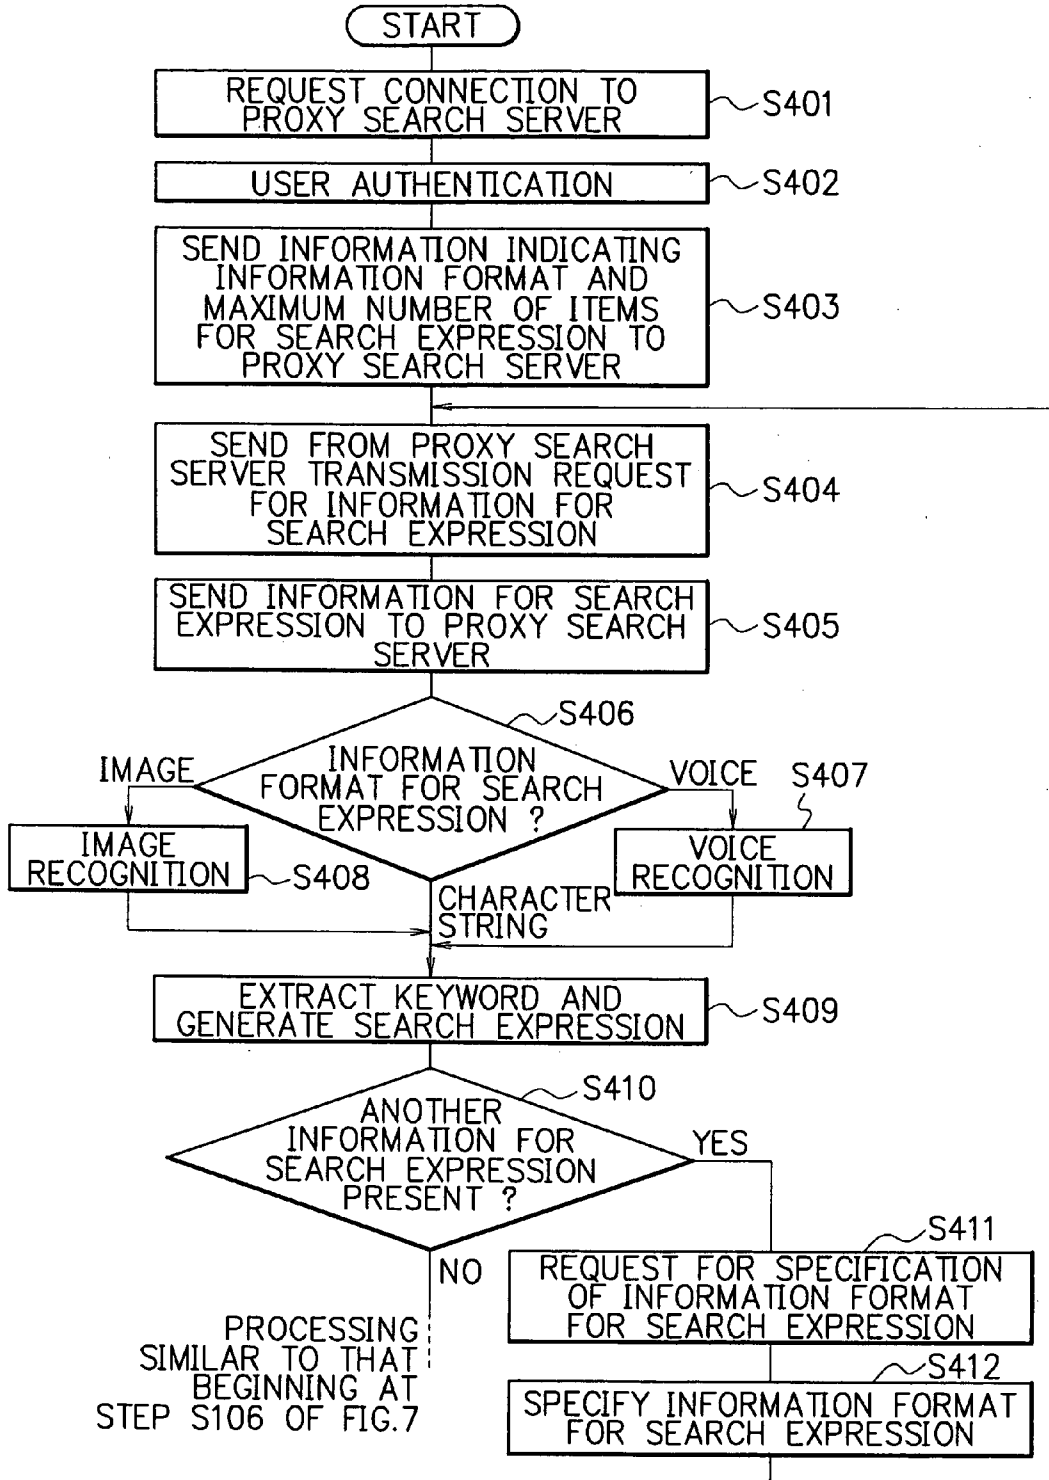 START
REQUEST CONNECTION TO
PROXY SEARCH SERVER
S401
USER AUTHENTICATION
S402
SEND INFORMATION INDICATING
INFORMATION FORMAT AND
MAXIMUM NUMBER OF ITEMS
FOR SEARCH EXPRESSION TO
PROXY SEARCH SERVER
S403
SEND FROM PROXY SEARCH
SERVER TRANSMISSION REQUEST
FOR INFORMATION FOR
SEARCH EXPRESSION
S404
SEND INFORMATION FOR SEARCH
EXPRESSION TO PROXY SEARCH
SERVER
S405
S406
INFORMATION
FORMAT FOR SEARCH
EXPRESSION ?
IMAGE
VOICE
S407
IMAGE
RECOGNITION
S408
VOICE
RECOGNITION
CHARACTER
STRING
EXTRACT KEYWORD AND
GENERATE SEARCH EXPRESSION
S409
S410
ANOTHER
INFORMATION FOR
SEARCH EXPRESSION
PRESENT ?
YES
NO
S411
REQUEST FOR SPECIFICATION
OF INFORMATION FORMAT
FOR SEARCH EXPRESSION
PROCESSING
SIMILAR TO THAT
BEGINNING AT
STEP S106 OF FIG.7
S412
SPECIFY INFORMATION FORMAT
FOR SEARCH EXPRESSION